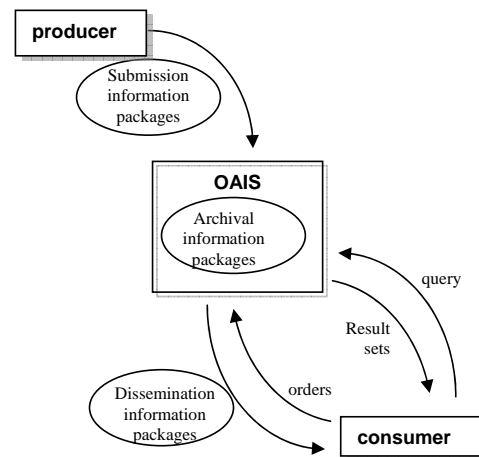 producer
Submission
information
packages
OAIS
Archival
information
packages
query
Result
sets
orders
Dissemination
information
packages
consumer